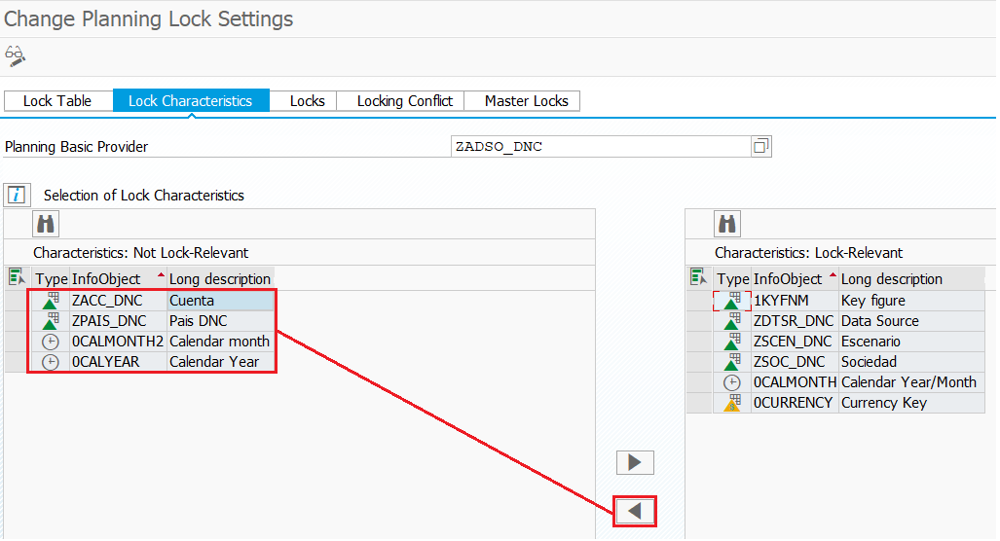 Change Planning Lock Settings
Lock Table Lock Characteristics Locks Locking Conflict Master Locks
Planning Basic Provider ZADSO_DNC
Selection of Lock Characteristics
Characteristics: Not Lock-Relevant
Type InfoObject Long description
ZACC_DNC Cuenta
ZPAIS_DNC Pais DNC
0CALMONTH2 Calendar month
0CALYEAR Calendar Year
Characteristics: Lock-Relevant
Type InfoObject Long description
1KYFNM Key figure
ZDTSR_DNC Data Source
ZSCEN_DNC Escenario
ZSOC_DNC Sociedad
0CALMONTH Calendar Year/Month
0CURRENCY Currency Key